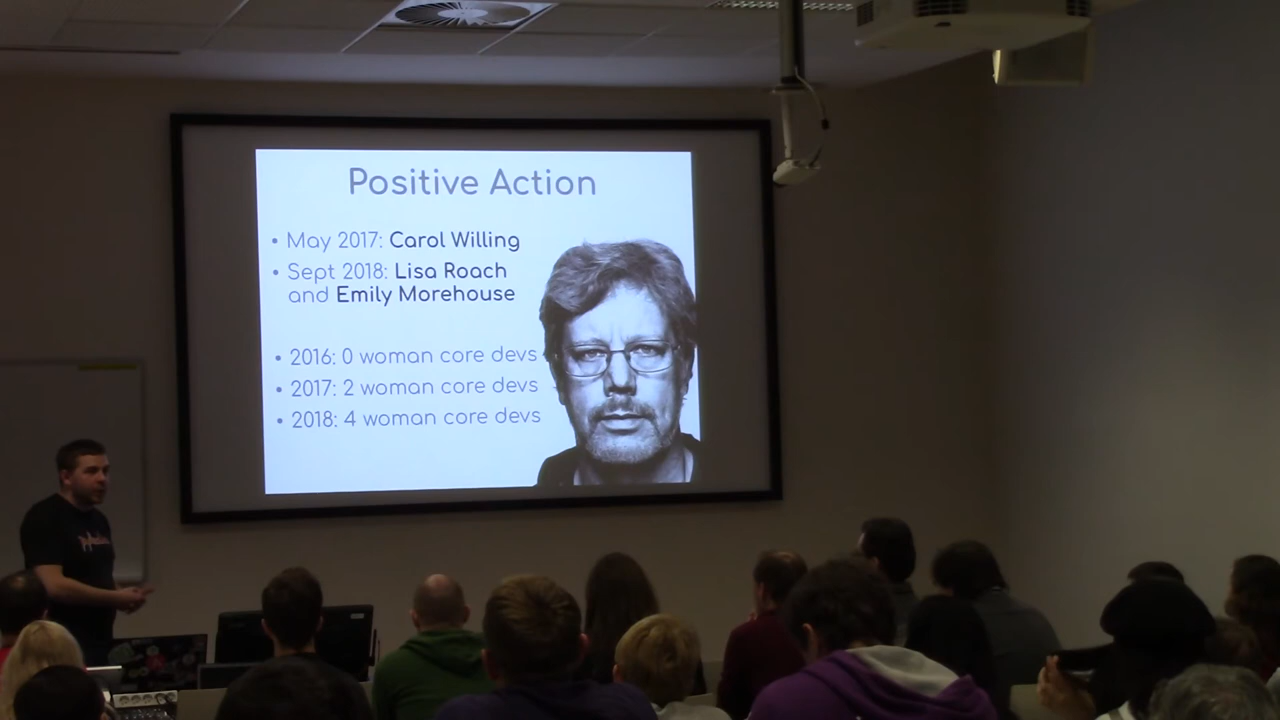 Positive Action
• May 2017: Carol Willing
• Sept 2018: Lisa Roach
and Emily Morehouse
• 2016: 0 woman core devs
• 2017: 2 woman core devs
• 2018: 4 woman core devs